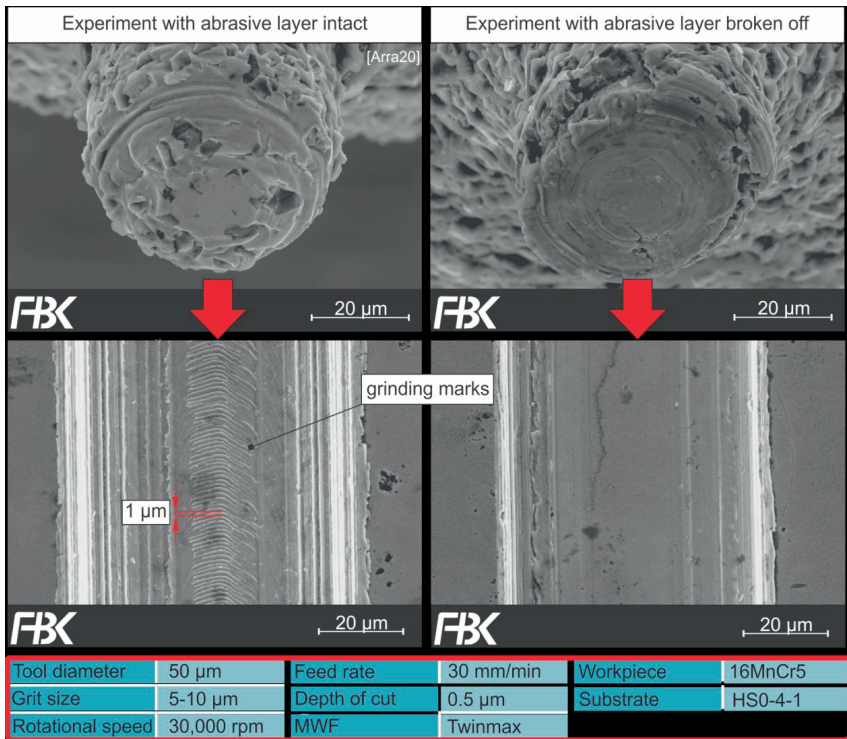 Experiment with abrasive layer intact
Experiment with abrasive layer broken off
[Arra20]
FBK
20 µm
FBK
20 µm
grinding marks
1 µm
FBK
20 µm
FBK
20 µm
Tool diameter 50 µm Feed rate 30 mm/min Workpiece 16MnCr5
Grit size 5-10 µm Depth of cut 0.5 µm Substrate HS0-4-1
Rotational speed 30,000 rpm MWF Twinmax